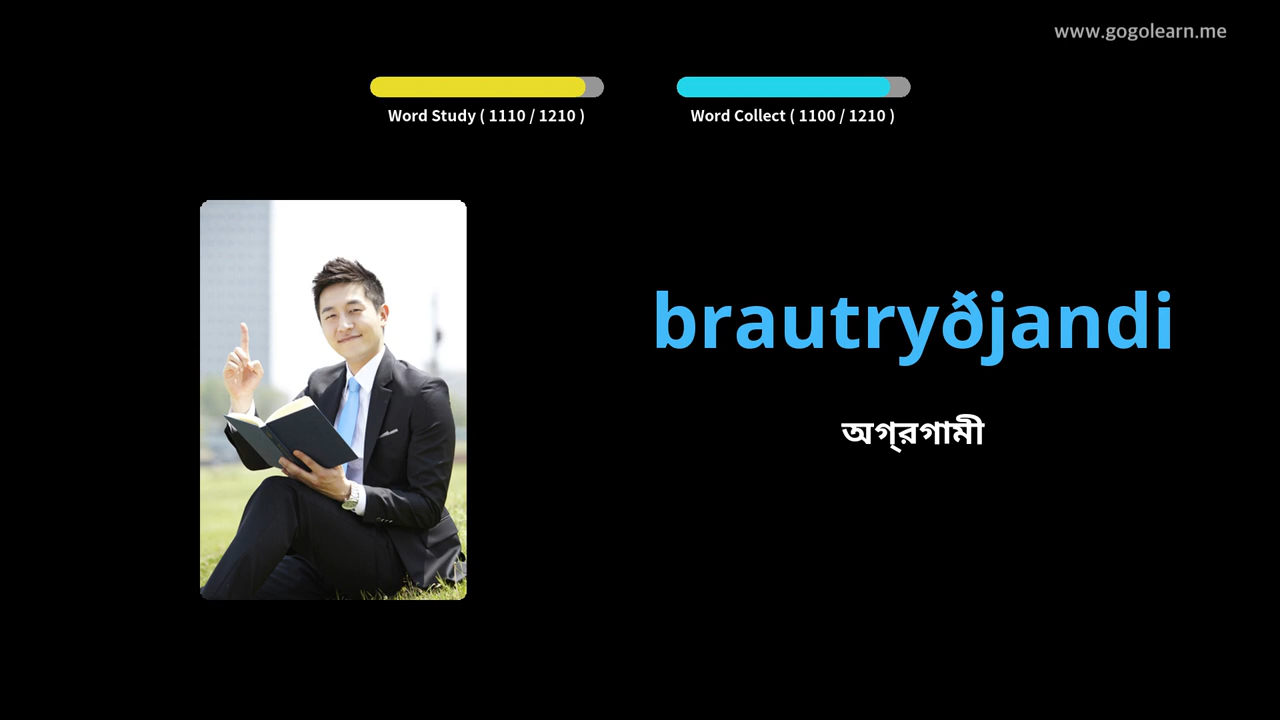 www.gogolearn.me
Word Study ( 1110 / 1210 )
Word Collect ( 1100 / 1210 )
brautryðjandi
অগ্রগামী